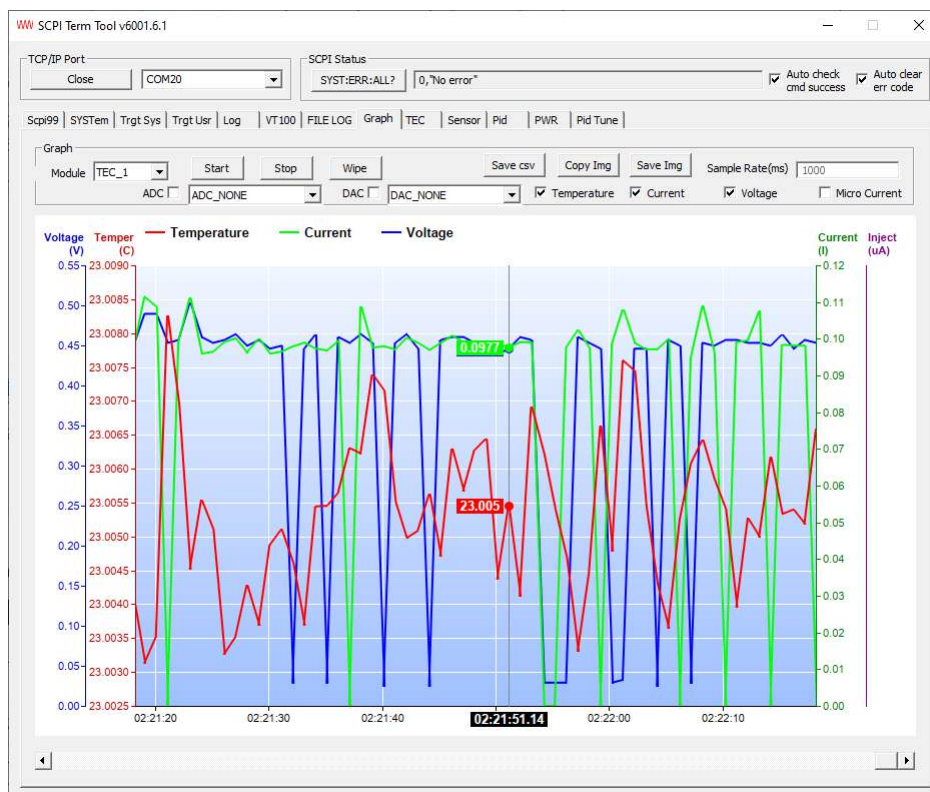 SCPI Term Tool v6001.6.1
TCP/IP Port
Close COM20
SCPI Status
SYST:ERR:ALL? 0,"No error"
Auto check cmd success
Auto clear err code
Scpi99 SYSTem Trgt Sys Trgt Usr Log VT100 FILE LOG Graph TEC Sensor Pid PWR Pid Tune
Graph
Module TEC_1 Start Stop Wipe Save csv Copy Img Save Img Sample Rate(ms) 1000
ADC ADC_NONE DAC DAC_NONE Temperature Current Voltage Micro Current
Voltage (V)
Temper (C)
Temperature Current Voltage
Current (I)
Inject (uA)
0.55
0.50
0.45
0.40
0.35
0.30
0.25
0.20
0.15
0.10
0.05
0.00
23.0090
23.0085
23.0080
23.0075
23.0070
23.0065
23.0060
23.0055
23.0050
23.0045
23.0040
23.0035
23.0030
23.0025
0.0977
23.005
0.12
0.11
0.10
0.09
0.08
0.07
0.06
0.05
0.04
0.03
0.02
0.01
0.00
02:21:20 02:21:30 02:21:40 02:21:51.14 02:22:00 02:22:10